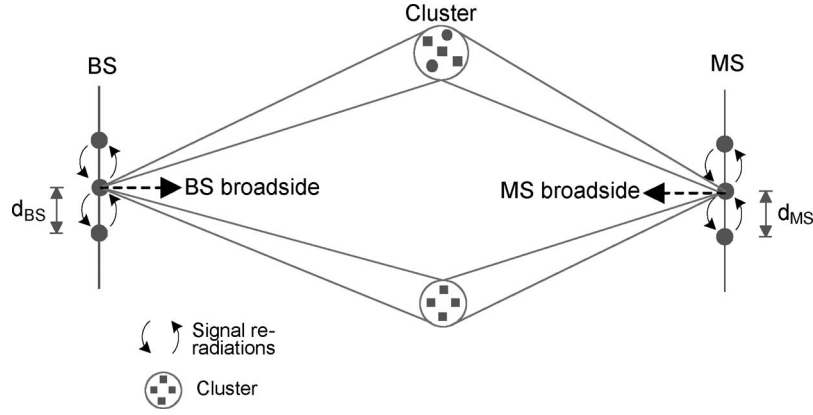 Cluster
BS
MS
BS broadside
MS broadside
dBS
dMS
Signal re-
radiations
Cluster